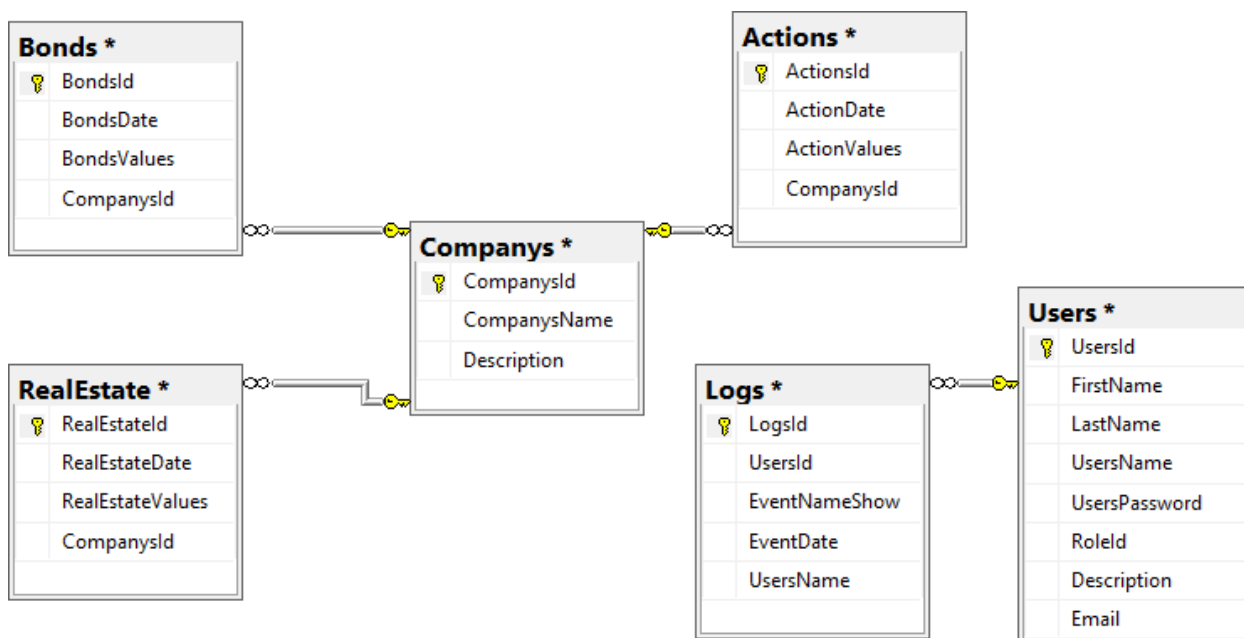 Bonds *
BondsId
BondsDate
BondsValues
CompanysId
Actions *
ActionsId
ActionDate
ActionValues
CompanysId
Companys *
CompanysId
CompanysName
Description
RealEstate *
RealEstateId
RealEstateDate
RealEstateValues
CompanysId
Logs *
LogsId
UsersId
EventNameShow
EventDate
UsersName
Users *
UsersId
FirstName
LastName
UsersName
UsersPassword
RoleId
Description
Email